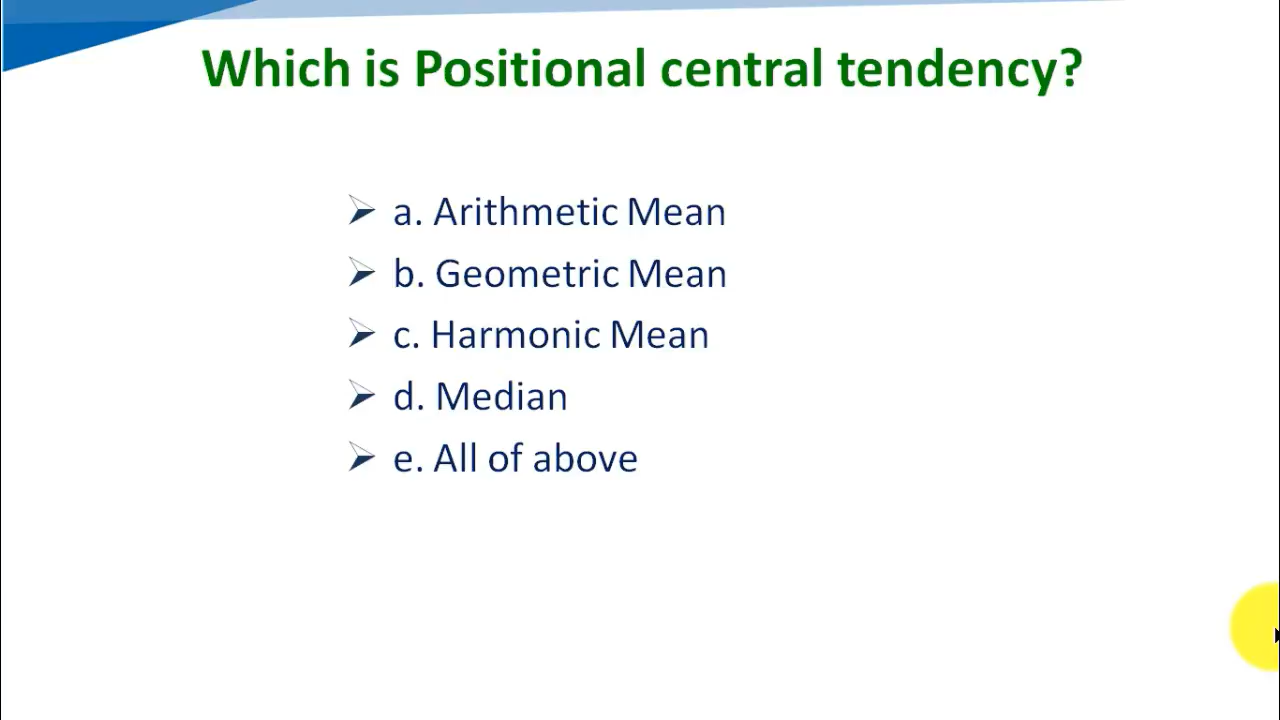 Which is Positional central tendency?
a. Arithmetic Mean
b. Geometric Mean
c. Harmonic Mean
d. Median
e. All of above